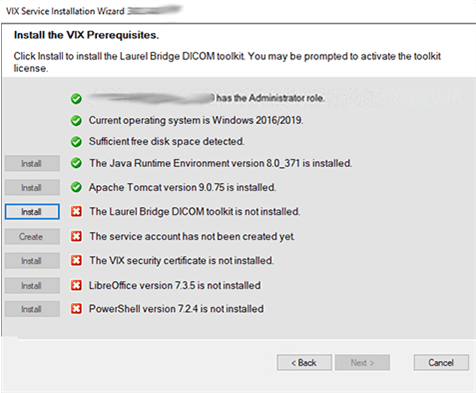 VIX Service Installation Wizard
Install the VIX Prerequisites.
Click Install to install the Laurel Bridge DICOM toolkit. You may be prompted to activate the toolkit
license.
has the Administrator role.
Current operating system is Windows 2016/2019.
Sufficient free disk space detected.
Install The Java Runtime Environment version 8.0_371 is installed.
Install Apache Tomcat version 9.0.75 is installed.
Install The Laurel Bridge DICOM toolkit is not installed.
Create The service account has not been created yet.
Install The VIX security certificate is not installed.
Install LibreOffice version 7.3.5 is not installed
Install PowerShell version 7.2.4 is not installed
< Back Next > Cancel